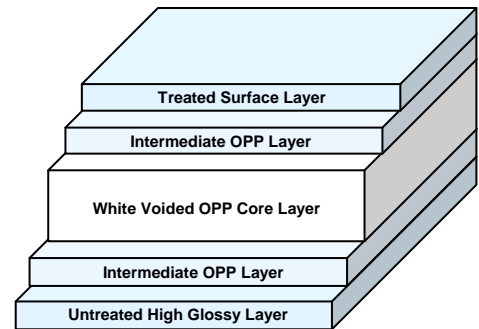 Treated Surface Layer
Intermediate OPP Layer
White Voided OPP Core Layer
Intermediate OPP Layer
Untreated High Glossy Layer